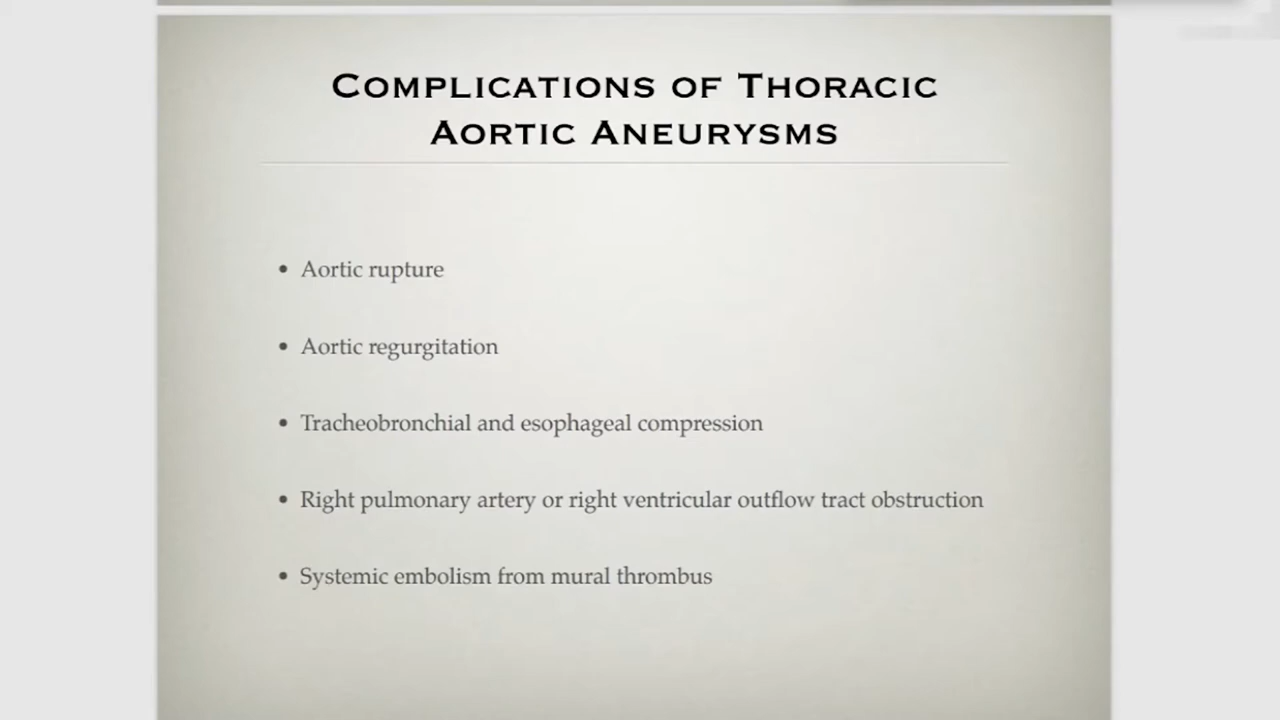 Complications of Thoracic
Aortic Aneurysms
• Aortic rupture
• Aortic regurgitation
• Tracheobronchial and esophageal compression
• Right pulmonary artery or right ventricular outflow tract obstruction
• Systemic embolism from mural thrombus